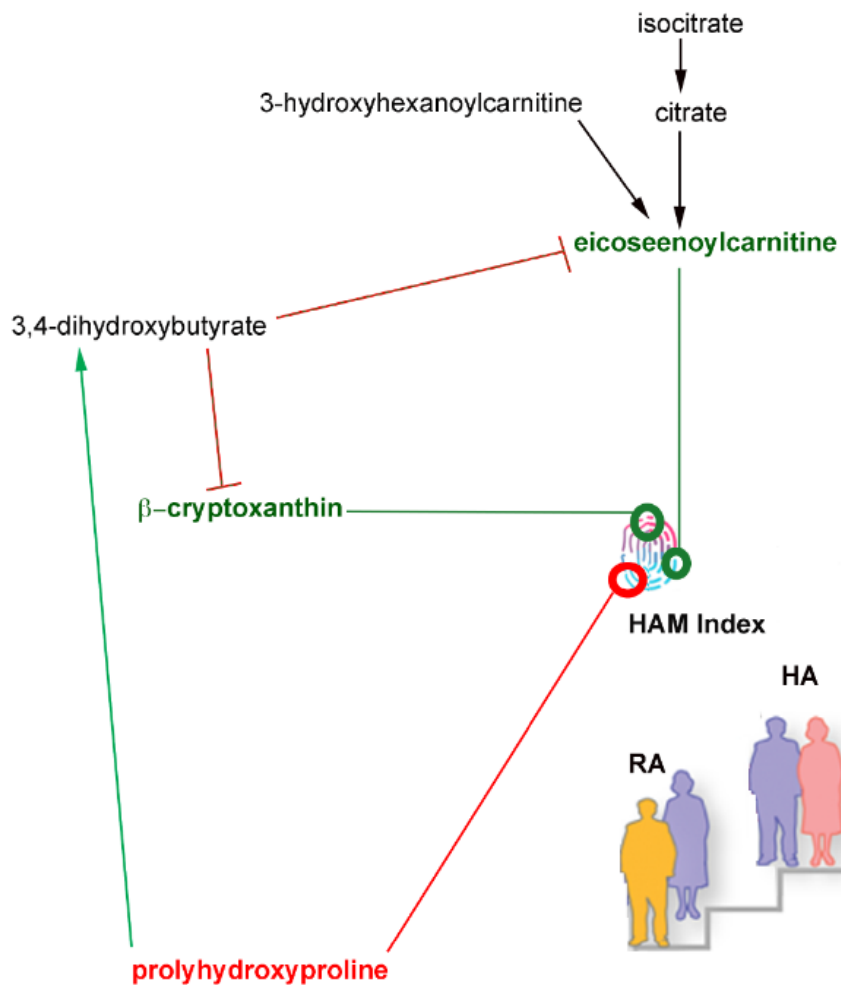 isocitrate
3-hydroxyhexanoylcarnitine
citrate
eicoseenoylcarnitine
3,4-dihydroxybutyrate
β-cryptoxanthin
HAM Index
HA
RA
prolyhydroxyproline